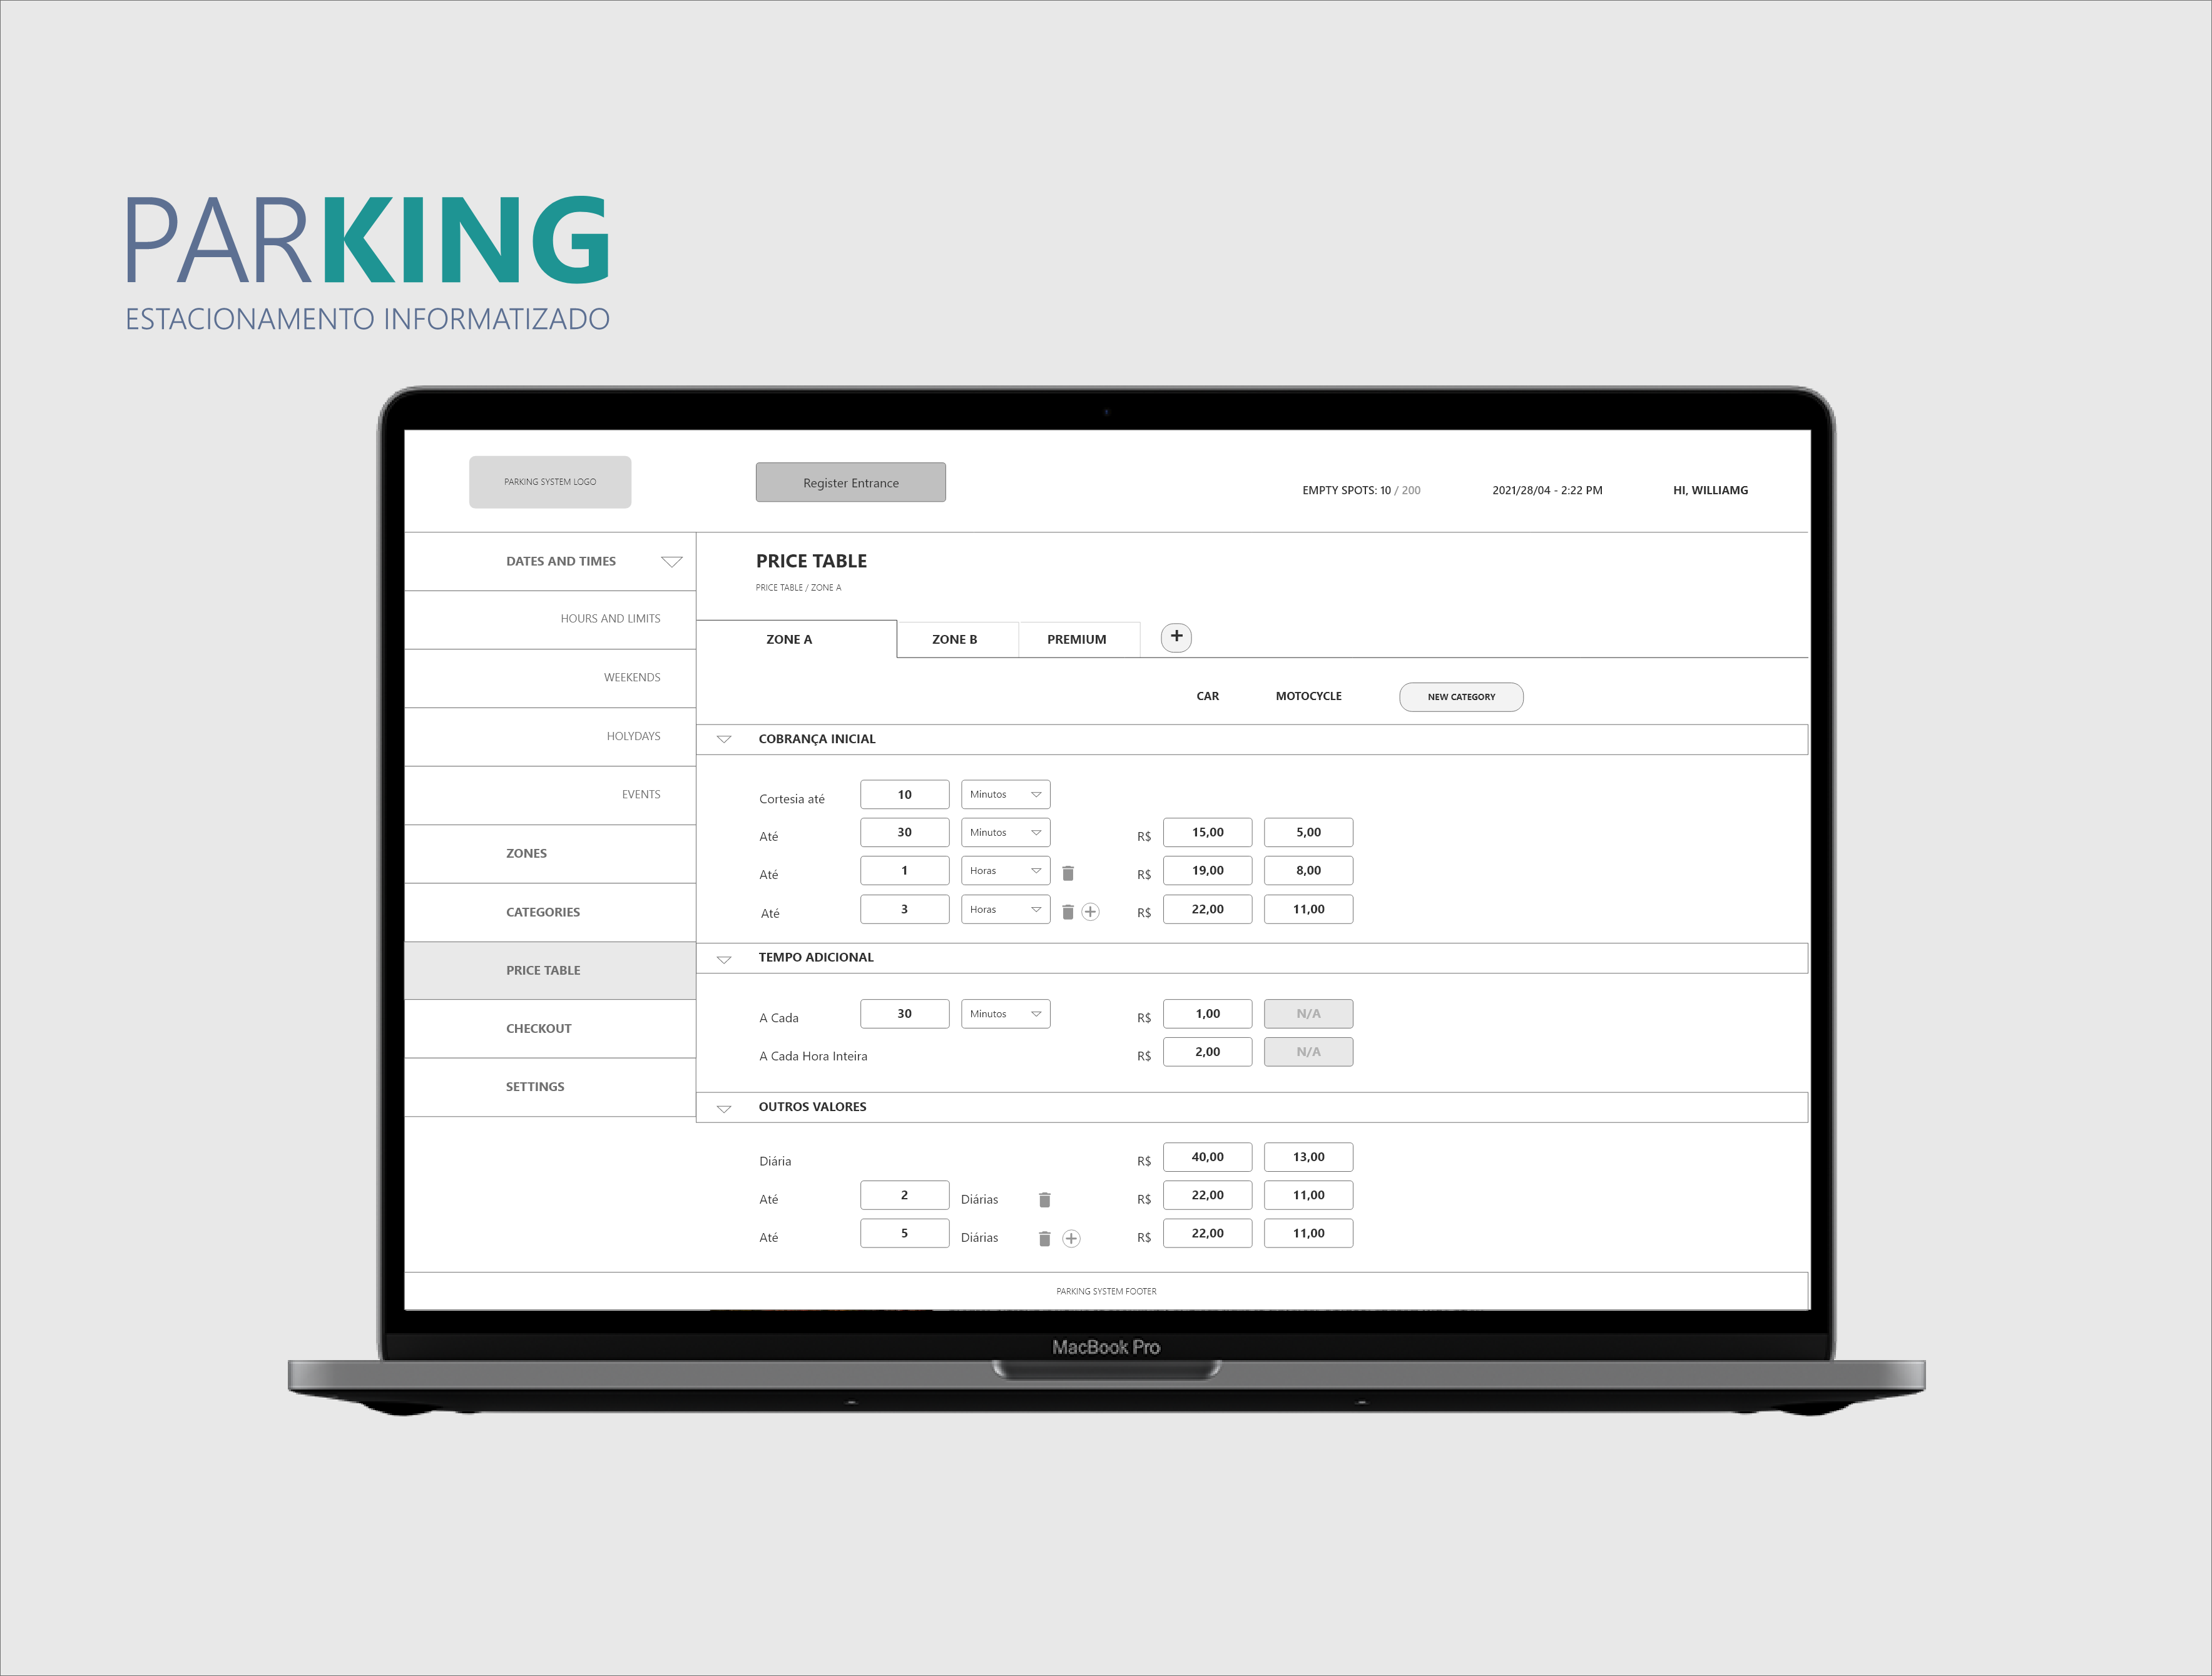 PARKING
ESTACIONAMENTO INFORMATIZADO
PARKING SYSTEM LOGO
Register Entrance
EMPTY SPOTS: 10 / 200
2021/28/04 - 2:22 PM
HI, WILLIAMG
DATES AND TIMES
HOURS AND LIMITS
WEEKENDS
HOLYDAYS
EVENTS
ZONES
CATEGORIES
PRICE TABLE
CHECKOUT
SETTINGS
PRICE TABLE
PRICE TABLE / ZONE A
ZONE A ZONE B PREMIUM +
CAR MOTOCYCLE NEW CATEGORY
COBRANÇA INICIAL
Cortesia até 10 Minutos
Até 30 Minutos R$ 15,00 5,00
Até 1 Horas R$ 19,00 8,00
Até 3 Horas R$ 22,00 11,00
TEMPO ADICIONAL
A Cada 30 Minutos R$ 1,00 N/A
A Cada Hora Inteira R$ 2,00 N/A
OUTROS VALORES
Diária R$ 40,00 13,00
Até 2 Diárias R$ 22,00 11,00
Até 5 Diárias R$ 22,00 11,00
PARKING SYSTEM FOOTER
MacBook Pro